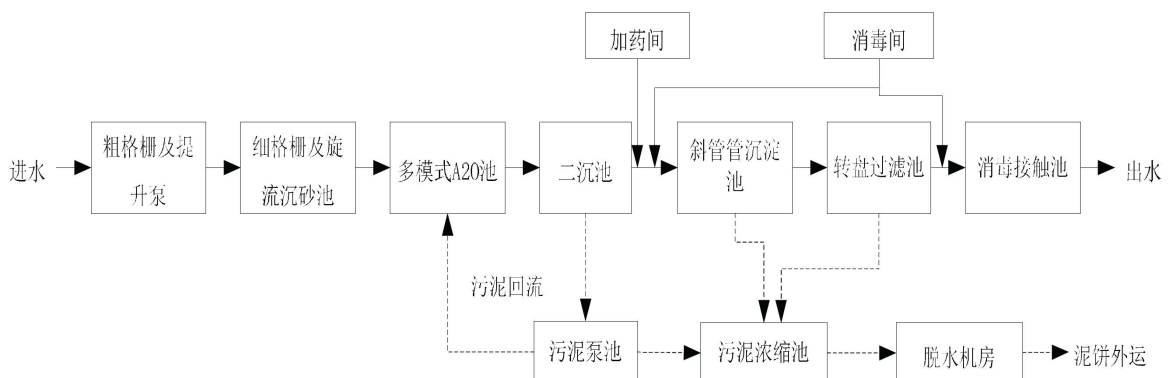 加药间
消毒间
进水
粗格栅及提
升泵
细格栅及旋
流沉砂池
多模式A2O池
二沉池
斜管管沉淀
池
转盘过滤池
消毒接触池
出水
污泥回流
污泥泵池
污泥浓缩池
脱水机房
泥饼外运